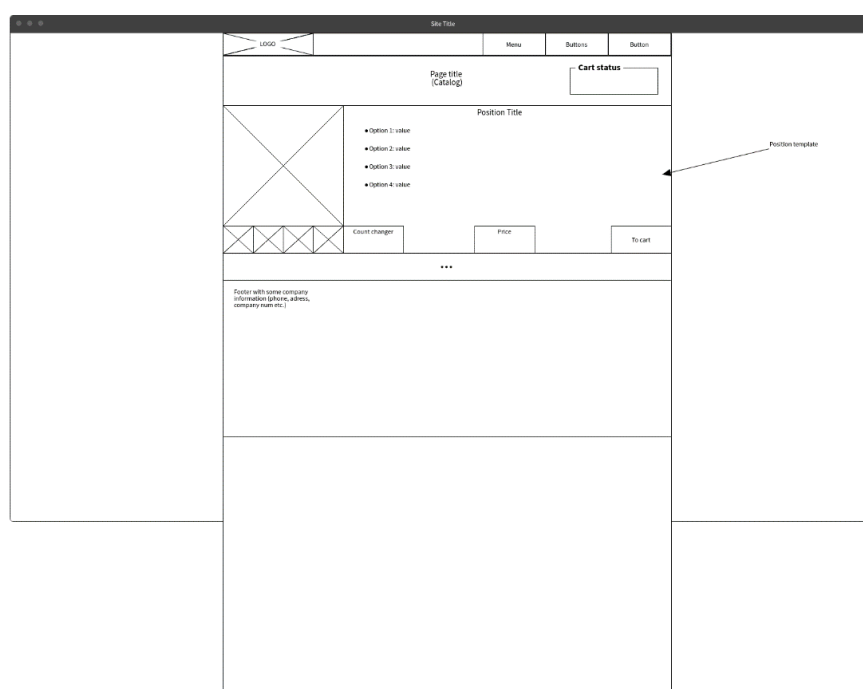 Site Title
LOGO
Menu
Buttons
Button
Page title
(Catalog)
Cart status
Position Title
Option 1: value
Option 2: value
Option 3: value
Option 4: value
Position template
Count changer
Price
To cart
•••
Footer with some company
information (phone, adress,
company num etc.)